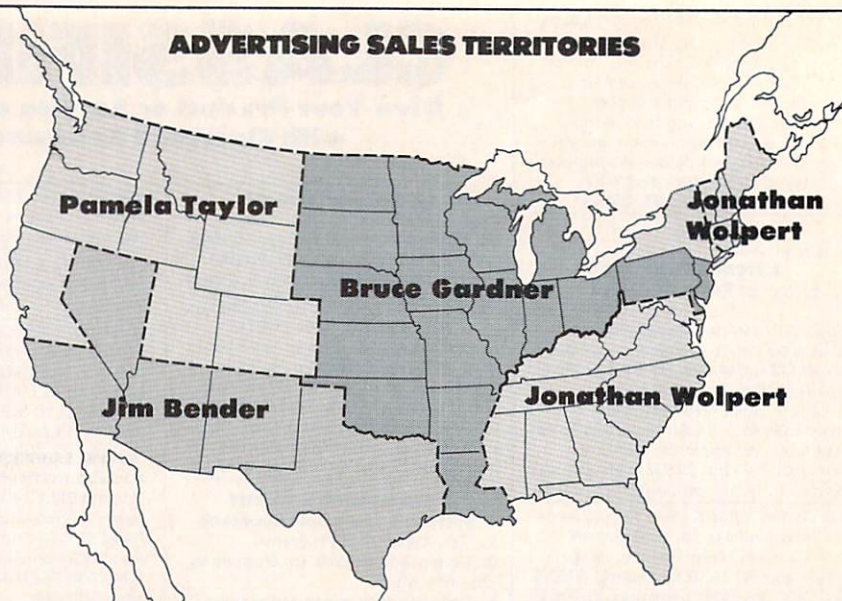 ADVERTISING SALES TERRITORIES
Pamela Taylor
Jonathan
Wolpert
Bruce Gardner
Jim Bender
Jonathan Wolpert